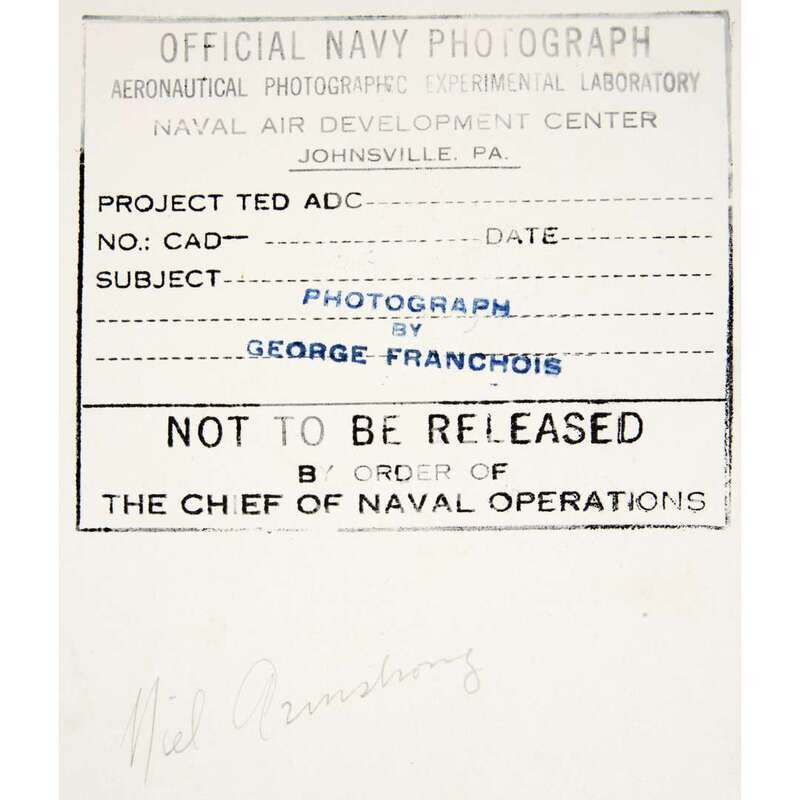 OFFICIAL NAVY PHOTOGRAPH
AERONAUTICAL PHOTOGRAPHIC EXPERIMENTAL LABORATORY
NAVAL AIR DEVELOPMENT CENTER
JOHNSVILLE, PA.
PROJECT TED ADC
NO.: CAD— DATE
SUBJECT
PHOTOGRAPH
BY
GEORGE FRANCHOIS
NOT TO BE RELEASED
BY ORDER OF
THE CHIEF OF NAVAL OPERATIONS
Niel Armstrong